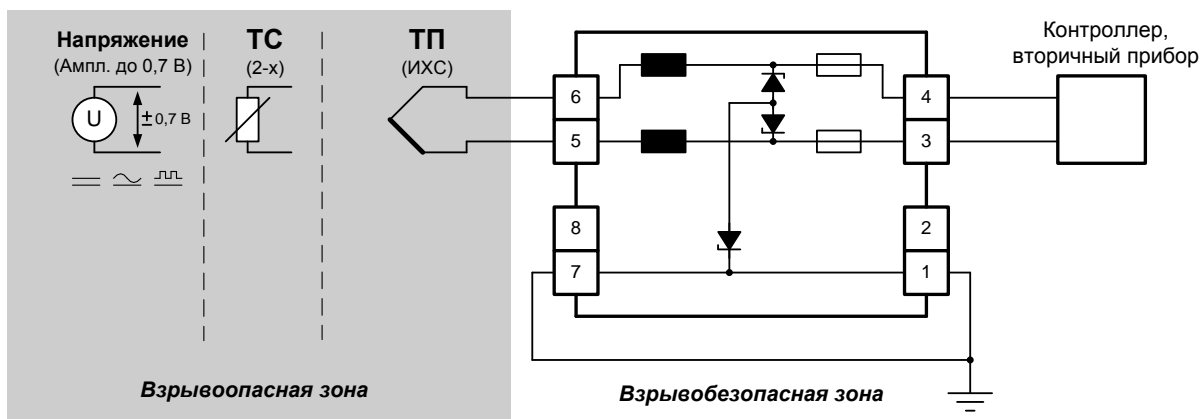 Напряжение
(Ампл. до 0,7 В)
U
± 0,7 В
ТС
(2-х)
ТП
(ИХС)
6
5
8
7
4
3
2
1
Контроллер,
вторичный прибор
Взрывоопасная зона
Взрывобезопасная зона